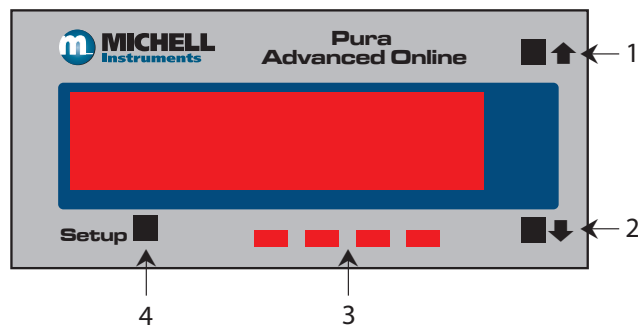 m MICHELL
Instruments
Pura
Advanced Online
1
Setup
2
4
3